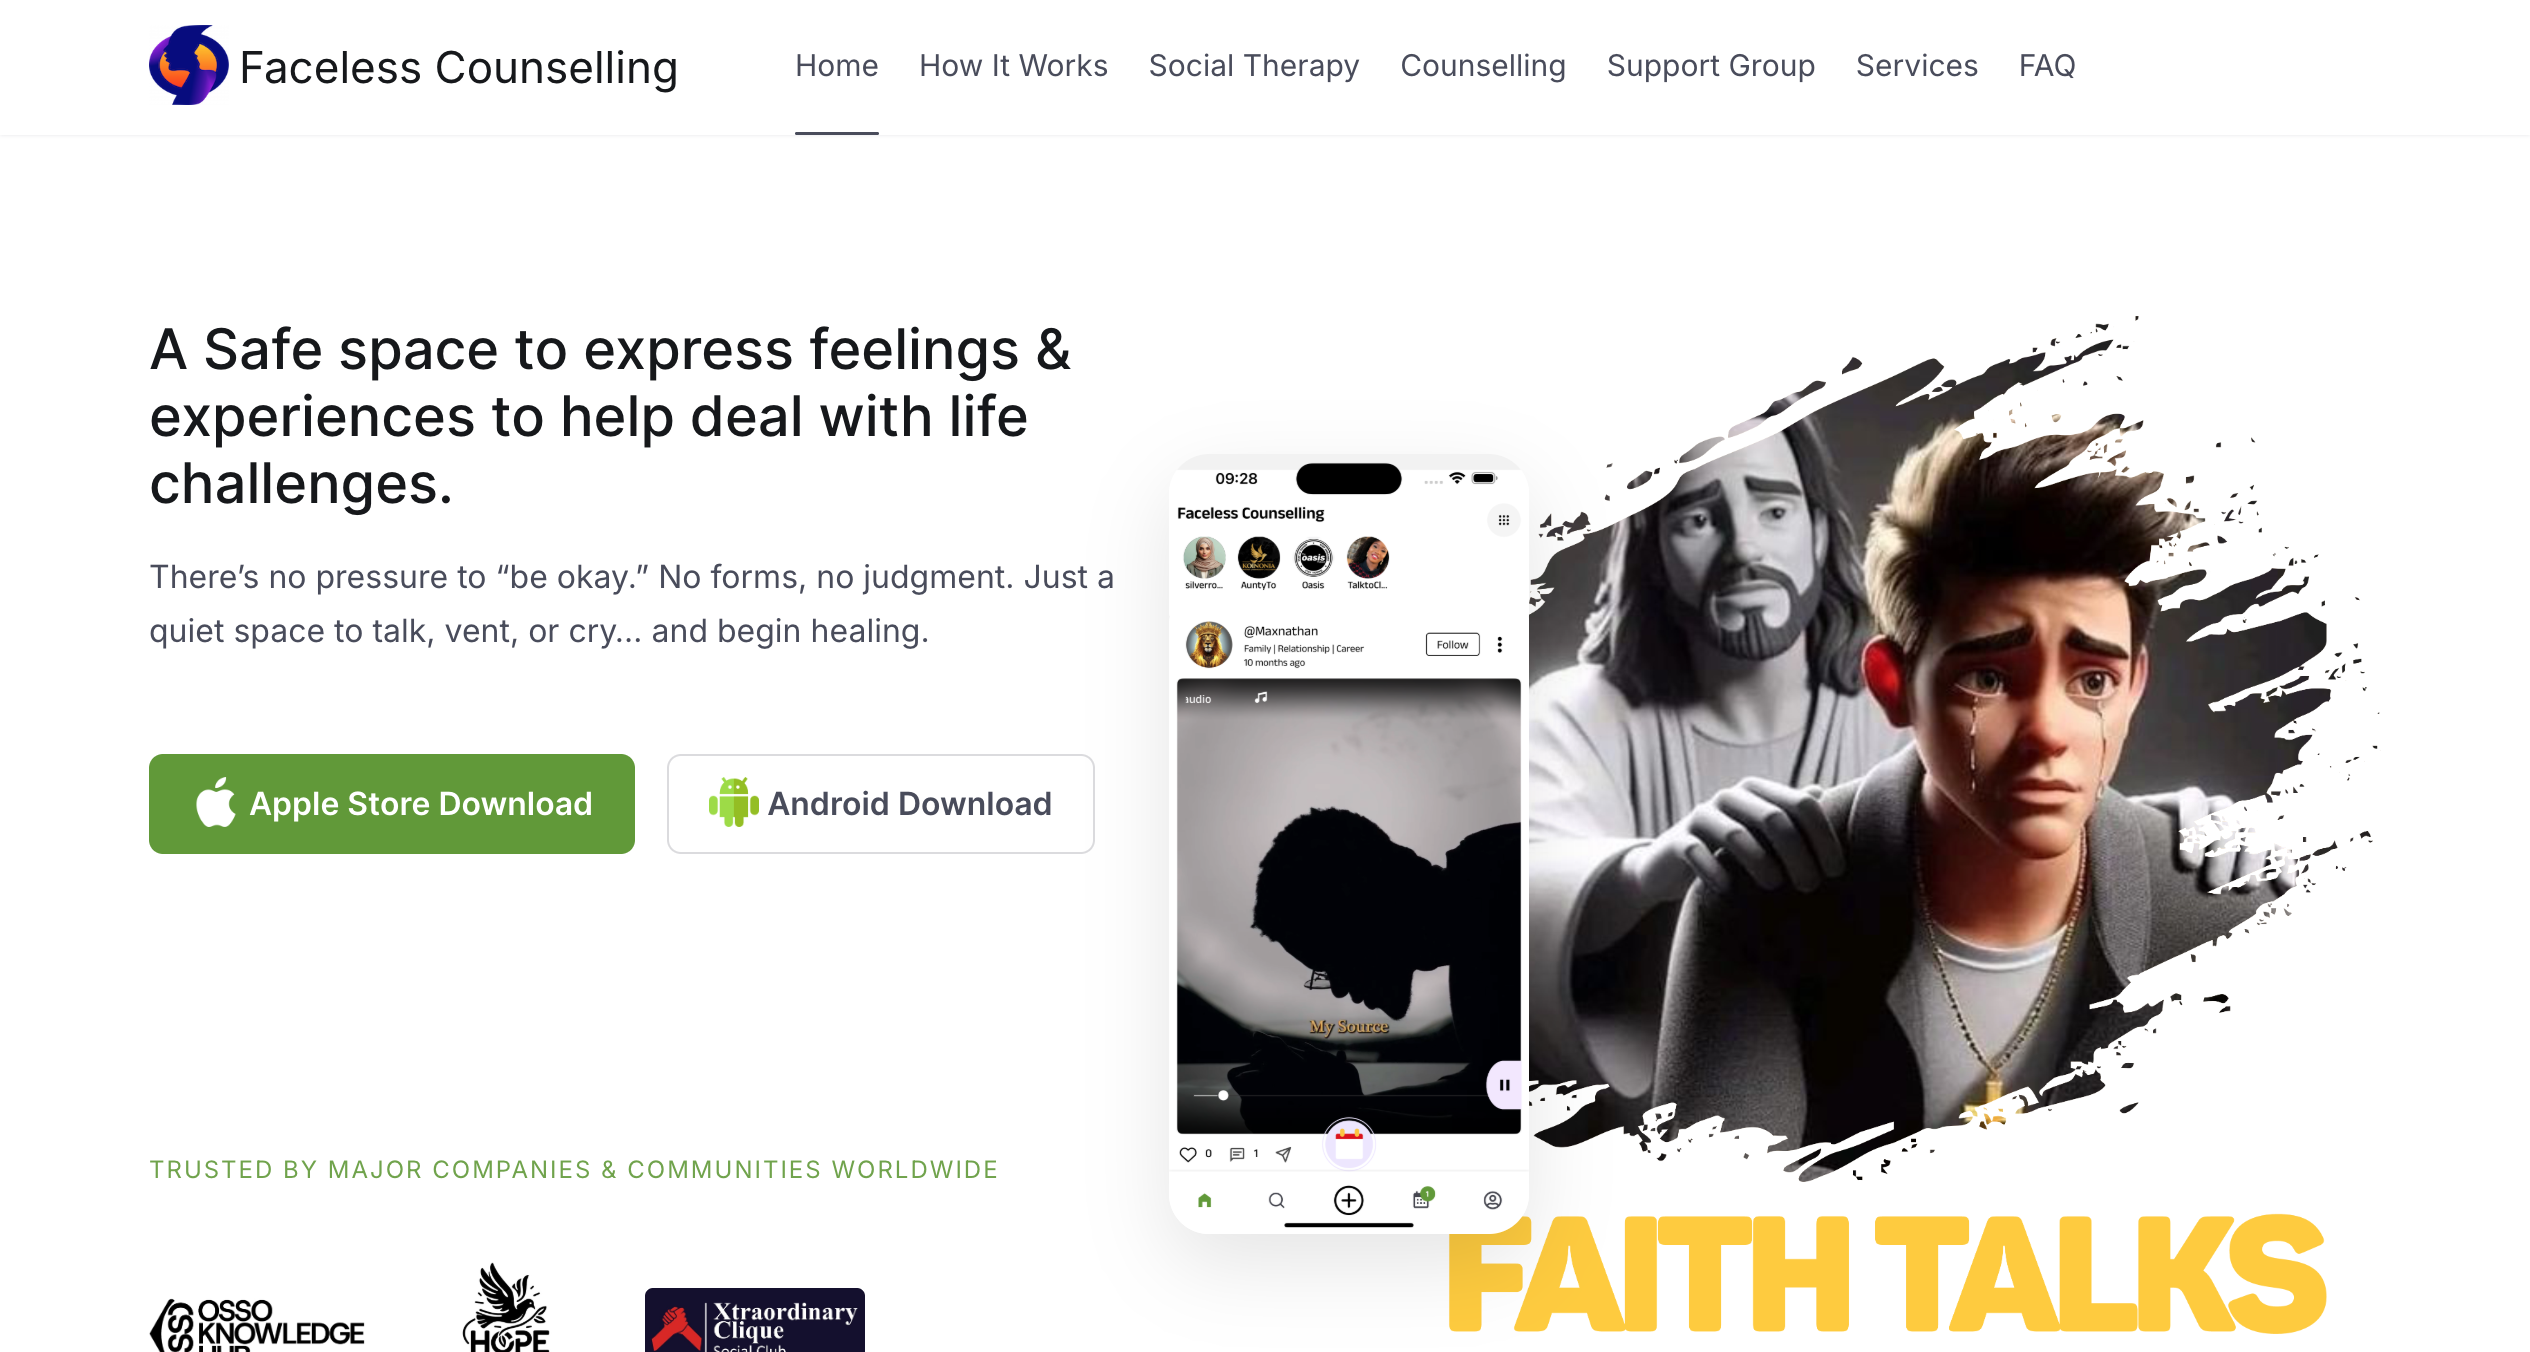 Faceless Counselling
Home
How It Works
Social Therapy
Counselling
Support Group
Services
FAQ
A Safe space to express feelings &
experiences to help deal with life
challenges.
There’s no pressure to “be okay.” No forms, no judgment. Just a
quiet space to talk, vent, or cry... and begin healing.
Apple Store Download
Android Download
TRUSTED BY MAJOR COMPANIES & COMMUNITIES WORLDWIDE
OSSO
KNOWLEDGE
HOPE
Xtraordinary
Clique
Social Club
09:28
Faceless Counselling
KOINONIA
oasis
silverro...
AuntyTo
Oasis
TalktoCl...
@Maxnathan
Family | Relationship | Career
10 months ago
Follow
audio
My Source
0
1
1
FAITH TALKS